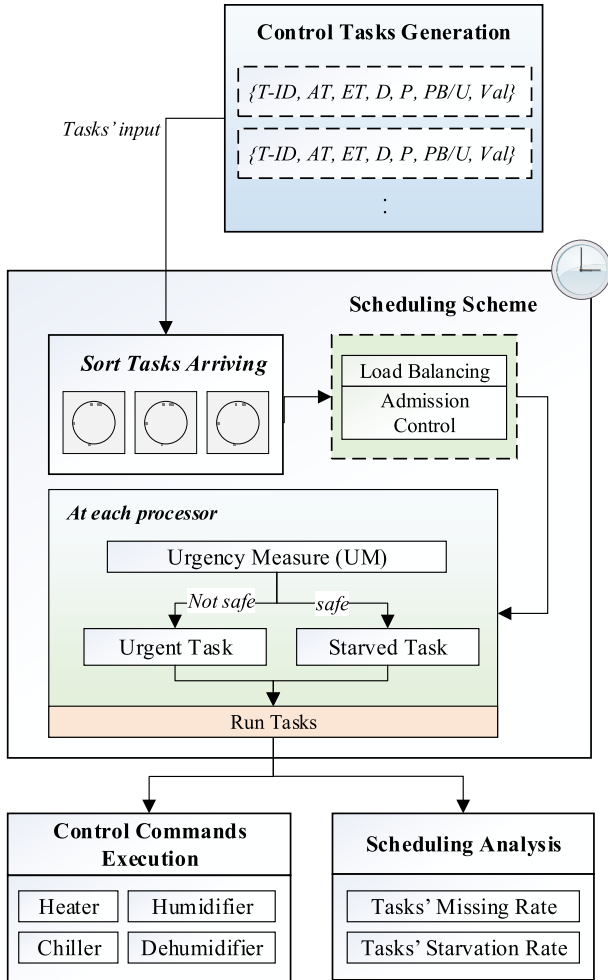 Control Tasks Generation
{T-ID, AT, ET, D, P, PB/U, Val}
Tasks' input
{T-ID, AT, ET, D, P, PB/U, Val}
:
Scheduling Scheme
Sort Tasks Arriving
Load Balancing
Admission
Control
At each processor
Urgency Measure (UM)
Not safe
safe
Urgent Task
Starved Task
Run Tasks
Control Commands
Execution
Heater
Humidifier
Chiller
Dehumidifier
Scheduling Analysis
Tasks' Missing Rate
Tasks' Starvation Rate